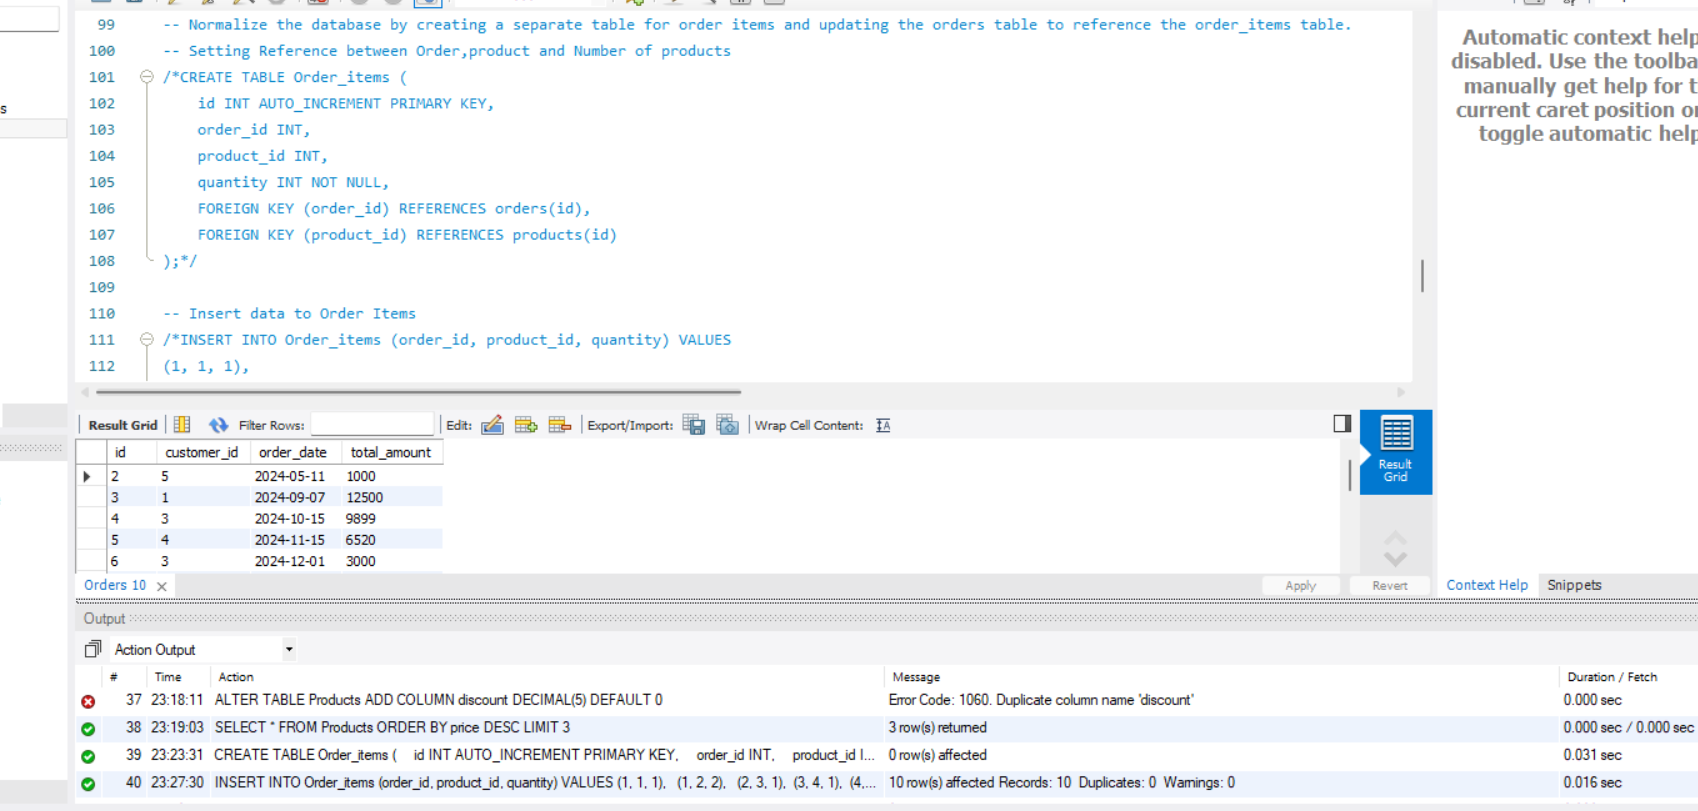 99 -- Normalize the database by creating a separate table for order items and updating the orders table to reference the order_items table.
100 -- Setting Reference between Order,product and Number of products
101 /*CREATE TABLE Order_items (
102 id INT AUTO_INCREMENT PRIMARY KEY,
103 order_id INT,
104 product_id INT,
105 quantity INT NOT NULL,
106 FOREIGN KEY (order_id) REFERENCES orders(id),
107 FOREIGN KEY (product_id) REFERENCES products(id)
108 );*/
109
110 -- Insert data to Order Items
111 /*INSERT INTO Order_items (order_id, product_id, quantity) VALUES
112 (1, 1, 1),
Automatic context help
disabled. Use the toolba
manually get help for t
current caret position or
toggle automatic help
s
Result Grid Filter Rows: Edit: Export/Import: Wrap Cell Content: IA
id customer_id order_date total_amount
2 5 2024-05-11 1000
3 1 2024-09-07 12500
4 3 2024-10-15 9899
5 4 2024-11-15 6520
6 3 2024-12-01 3000
Result
Grid
Orders 10 Apply Revert Context Help Snippets
Output
Action Output
# Time Action Message Duration / Fetch
37 23:18:11 ALTER TABLE Products ADD COLUMN discount DECIMAL(5) DEFAULT 0 Error Code: 1060. Duplicate column name 'discount' 0.000 sec
38 23:19:03 SELECT * FROM Products ORDER BY price DESC LIMIT 3 3 row(s) returned 0.000 sec / 0.000 sec
39 23:23:31 CREATE TABLE Order_items ( id INT AUTO_INCREMENT PRIMARY KEY, order_id INT, product_id I... 0 row(s) affected 0.031 sec
40 23:27:30 INSERT INTO Order_items (order_id, product_id, quantity) VALUES (1, 1, 1), (1, 2, 2), (2, 3, 1), (3, 4, 1), (4,... 10 row(s) affected Records: 10 Duplicates: 0 Warnings: 0 0.016 sec